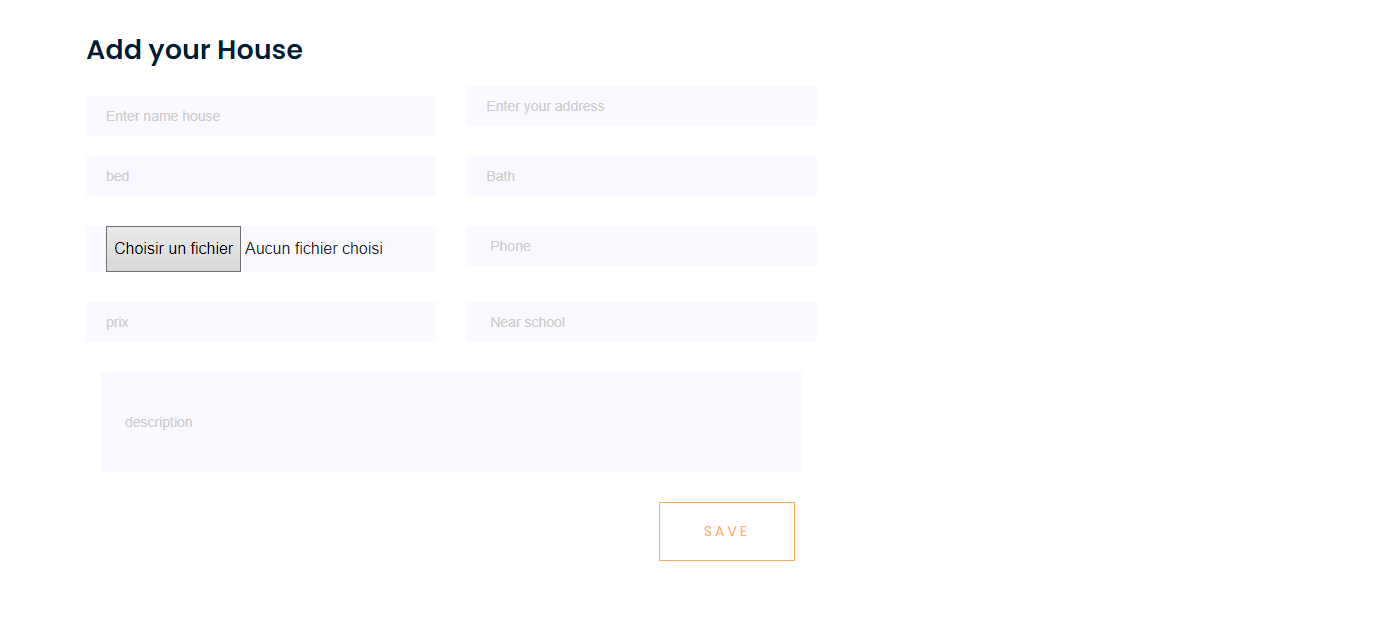 Add your House
Enter name house
Enter your address
bed
Bath
Choisir un fichier Aucun fichier choisi
Phone
prix
Near school
description
SAVE